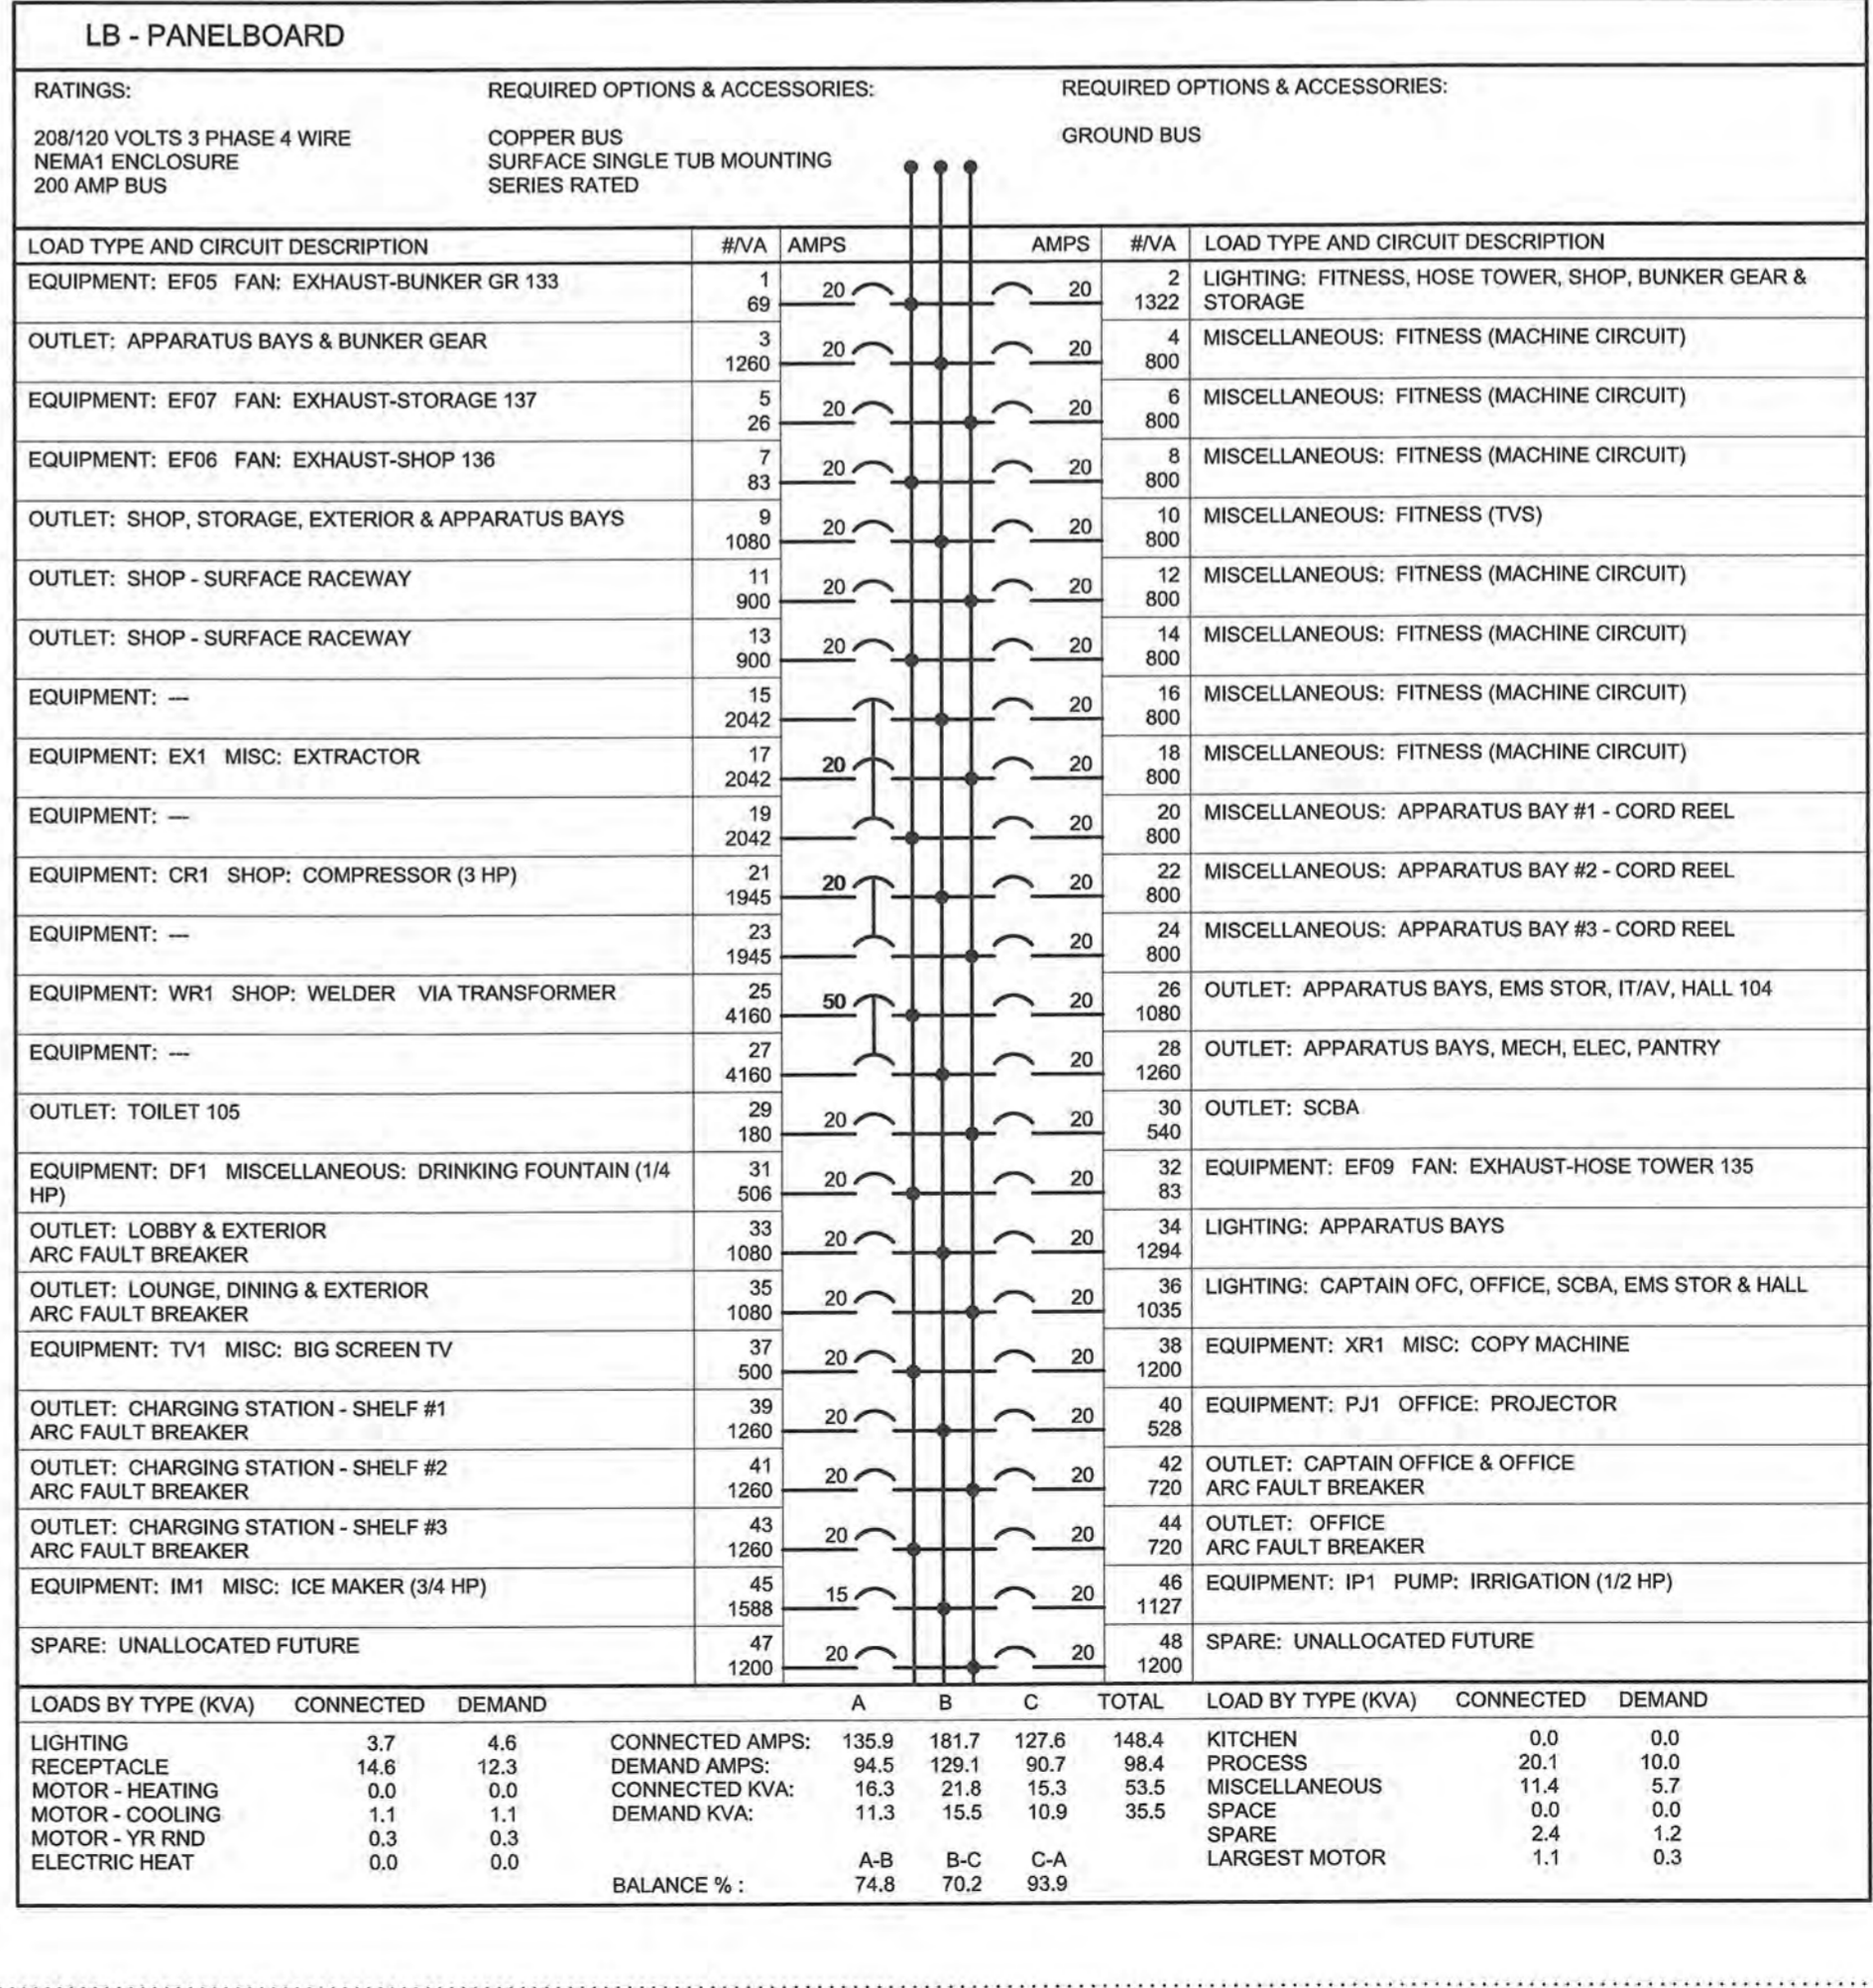 LB - PANELBOARD
RATINGS: REQUIRED OPTIONS & ACCESSORIES: REQUIRED OPTIONS & ACCESSORIES:
208/120 VOLTS 3 PHASE 4 WIRE COPPER BUS GROUND BUS
NEMA1 ENCLOSURE SURFACE SINGLE TUB MOUNTING
200 AMP BUS SERIES RATED
LOAD TYPE AND CIRCUIT DESCRIPTION #/VA AMPS AMPS #/VA LOAD TYPE AND CIRCUIT DESCRIPTION
EQUIPMENT: EF05 FAN: EXHAUST-BUNKER GR 133 1 20 20 2 LIGHTING: FITNESS, HOSE TOWER, SHOP, BUNKER GEAR &
69 1322 STORAGE
OUTLET: APPARATUS BAYS & BUNKER GEAR 3 20 20 4 MISCELLANEOUS: FITNESS (MACHINE CIRCUIT)
1260 800
EQUIPMENT: EF07 FAN: EXHAUST-STORAGE 137 5 20 20 6 MISCELLANEOUS: FITNESS (MACHINE CIRCUIT)
26 800
EQUIPMENT: EF06 FAN: EXHAUST-SHOP 136 7 20 20 8 MISCELLANEOUS: FITNESS (MACHINE CIRCUIT)
83 800
OUTLET: SHOP, STORAGE, EXTERIOR & APPARATUS BAYS 9 20 20 10 MISCELLANEOUS: FITNESS (TVS)
1080 800
OUTLET: SHOP - SURFACE RACEWAY 11 20 20 12 MISCELLANEOUS: FITNESS (MACHINE CIRCUIT)
900 800
OUTLET: SHOP - SURFACE RACEWAY 13 20 20 14 MISCELLANEOUS: FITNESS (MACHINE CIRCUIT)
900 800
EQUIPMENT: --- 15 20 16 MISCELLANEOUS: FITNESS (MACHINE CIRCUIT)
2042 800
EQUIPMENT: EX1 MISC: EXTRACTOR 17 20 20 18 MISCELLANEOUS: FITNESS (MACHINE CIRCUIT)
2042 800
EQUIPMENT: --- 19 20 20 MISCELLANEOUS: APPARATUS BAY #1 - CORD REEL
2042 800
EQUIPMENT: CR1 SHOP: COMPRESSOR (3 HP) 21 20 20 22 MISCELLANEOUS: APPARATUS BAY #2 - CORD REEL
1945 800
EQUIPMENT: --- 23 20 24 MISCELLANEOUS: APPARATUS BAY #3 - CORD REEL
1945 800
EQUIPMENT: WR1 SHOP: WELDER VIA TRANSFORMER 25 50 20 26 OUTLET: APPARATUS BAYS, EMS STOR, IT/AV, HALL 104
4160 1080
EQUIPMENT: --- 27 20 28 OUTLET: APPARATUS BAYS, MECH, ELEC, PANTRY
4160 1260
OUTLET: TOILET 105 29 20 20 30 OUTLET: SCBA
180 540
EQUIPMENT: DF1 MISCELLANEOUS: DRINKING FOUNTAIN (1/4 31 20 20 32 EQUIPMENT: EF09 FAN: EXHAUST-HOSE TOWER 135
HP) 506 83
OUTLET: LOBBY & EXTERIOR 33 20 20 34 LIGHTING: APPARATUS BAYS
ARC FAULT BREAKER 1080 1294
OUTLET: LOUNGE, DINING & EXTERIOR 35 20 20 36 LIGHTING: CAPTAIN OFC, OFFICE, SCBA, EMS STOR & HALL
ARC FAULT BREAKER 1080 1035
EQUIPMENT: TV1 MISC: BIG SCREEN TV 37 20 20 38 EQUIPMENT: XR1 MISC: COPY MACHINE
500 1200
OUTLET: CHARGING STATION - SHELF #1 39 20 20 40 EQUIPMENT: PJ1 OFFICE: PROJECTOR
ARC FAULT BREAKER 1260 528
OUTLET: CHARGING STATION - SHELF #2 41 20 20 42 OUTLET: CAPTAIN OFFICE & OFFICE
ARC FAULT BREAKER 1260 720 ARC FAULT BREAKER
OUTLET: CHARGING STATION - SHELF #3 43 20 20 44 OUTLET: OFFICE
ARC FAULT BREAKER 1260 720 ARC FAULT BREAKER
EQUIPMENT: IM1 MISC: ICE MAKER (3/4 HP) 45 15 20 46 EQUIPMENT: IP1 PUMP: IRRIGATION (1/2 HP)
1588 1127
SPARE: UNALLOCATED FUTURE 47 20 20 48 SPARE: UNALLOCATED FUTURE
1200 1200
LOADS BY TYPE (KVA) CONNECTED DEMAND A B C TOTAL LOAD BY TYPE (KVA) CONNECTED DEMAND
LIGHTING 3.7 4.6 CONNECTED AMPS: 135.9 181.7 127.6 148.4 KITCHEN 0.0 0.0
RECEPTACLE 14.6 12.3 DEMAND AMPS: 94.5 129.1 90.7 98.4 PROCESS 20.1 10.0
MOTOR - HEATING 0.0 0.0 CONNECTED KVA: 16.3 21.8 15.3 53.5 MISCELLANEOUS 11.4 5.7
MOTOR - COOLING 1.1 1.1 DEMAND KVA: 11.3 15.5 10.9 35.5 SPACE 0.0 0.0
MOTOR - YR RND 0.3 0.3 SPARE 2.4 1.2
ELECTRIC HEAT 0.0 0.0 A-B B-C C-A LARGEST MOTOR 1.1 0.3
BALANCE % : 74.8 70.2 93.9